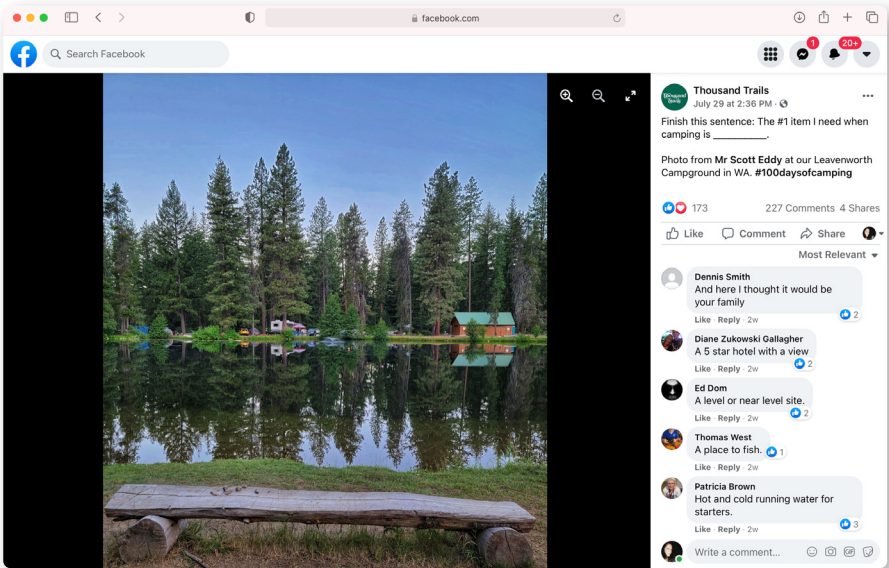 facebook.com
Search Facebook
1
20+
Thousand Trails
Thousand Trails
July 29 at 2:36 PM ·
Finish this sentence: The #1 item I need when
camping is __________.
Photo from Mr Scott Eddy at our Leavenworth
Campground in WA. #100daysofcamping
173
227 Comments 4 Shares
Like Comment Share
Most Relevant
Dennis Smith
And here I thought it would be
your family
2
Like · Reply · 2w
Diane Zukowski Gallagher
A 5 star hotel with a view
2
Like · Reply · 2w
Ed Dom
A level or near level site.
2
Like · Reply · 2w
Thomas West
A place to fish.
1
Like · Reply · 2w
Patricia Brown
Hot and cold running water for
starters.
3
Like · Reply · 2w
Write a comment...
GIF